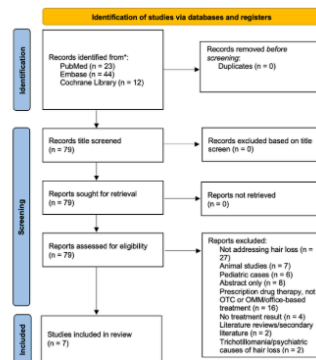 Identification of studies via databases and registers
Identification
Records identified from*:
PubMed (n = 23)
Embase (n = 44)
Cochrane Library (n = 12)
Records removed before
screening:
Duplicates (n = 0)
Screening
Records title screened
(n = 79)
Records excluded based on title
screen (n = 0)
Reports sought for retrieval
(n = 79)
Reports not retrieved
(n = 0)
Reports assessed for eligibility
(n = 79)
Reports excluded:
Not addressing hair loss (n =
27)
Animal studies (n = 7)
Pediatric cases (n = 6)
Abstract only (n = 8)
Prescription drug therapy, not
OTC or OMM/office-based
treatment (n = 16)
No treatment result (n = 4)
Literature reviews/secondary
literature (n = 2)
Trichotillomania/psychiatric
causes of hair loss (n = 2)
Included
Studies included in review
(n = 7)